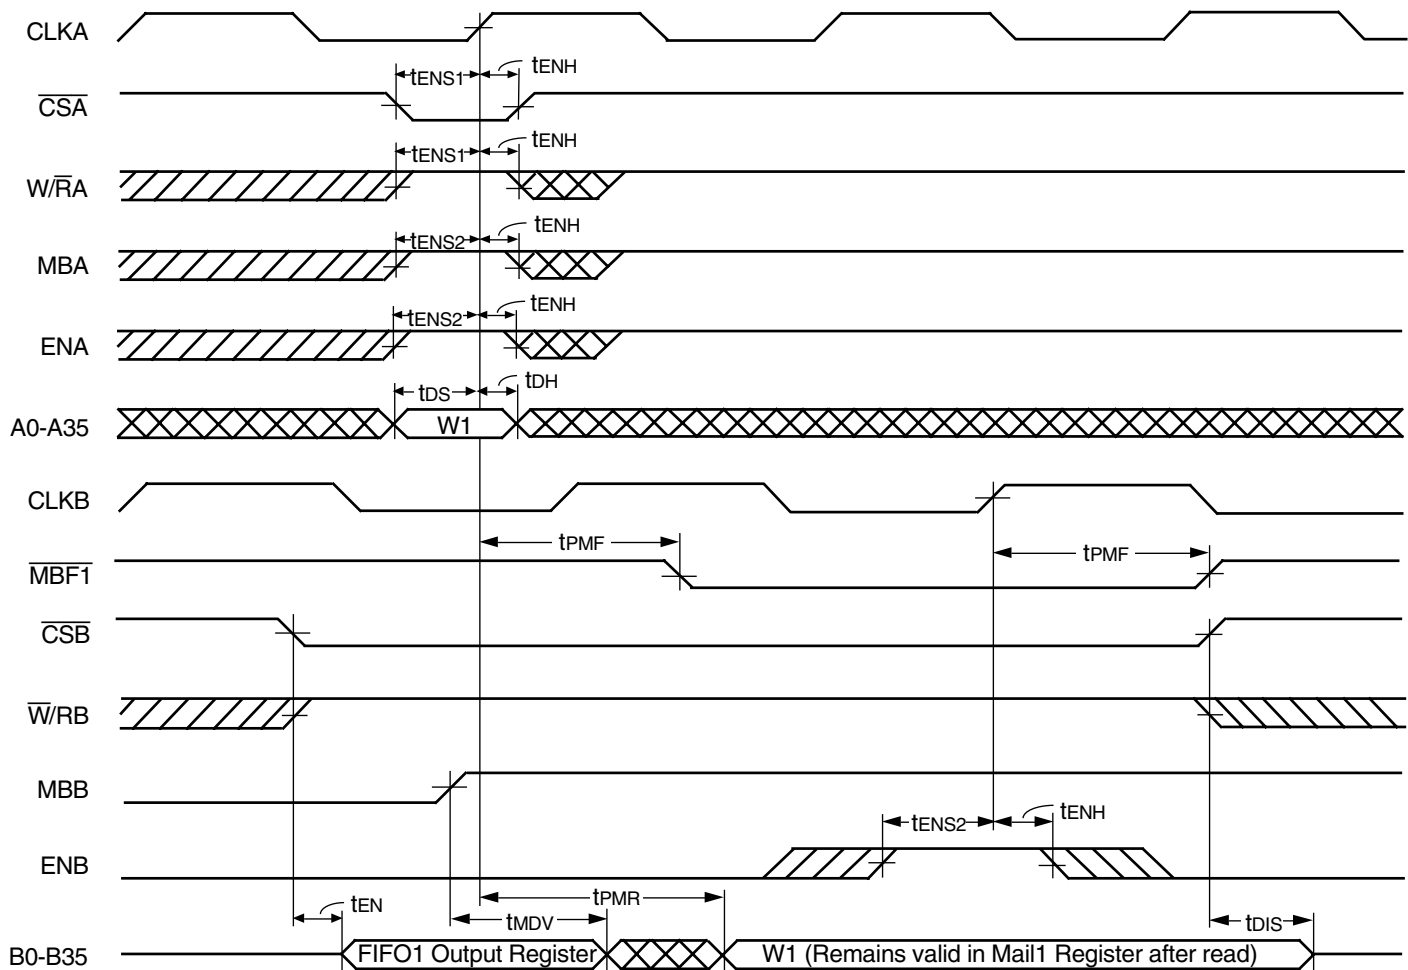 CLKA
tENS1 tENH
CSA
tENS1 tENH
W/RA
tENS2 tENH
MBA
tENS2 tENH
ENA
tDS tDH
A0-A35 W1
CLKB
tPMF tPMF
MBF1
CSB
W/RB
MBB
tENS2 tENH
ENB
tEN tPMR
tMDV tDIS
B0-B35 FIFO1 Output Register W1 (Remains valid in Mail1 Register after read)